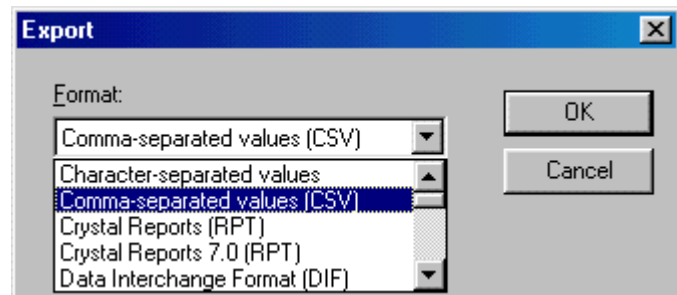 Export
Format:
Comma-separated values (CSV)
Character-separated values
Comma-separated values (CSV)
Crystal Reports (RPT)
Crystal Reports 7.0 (RPT)
Data Interchange Format (DIF)
OK
Cancel